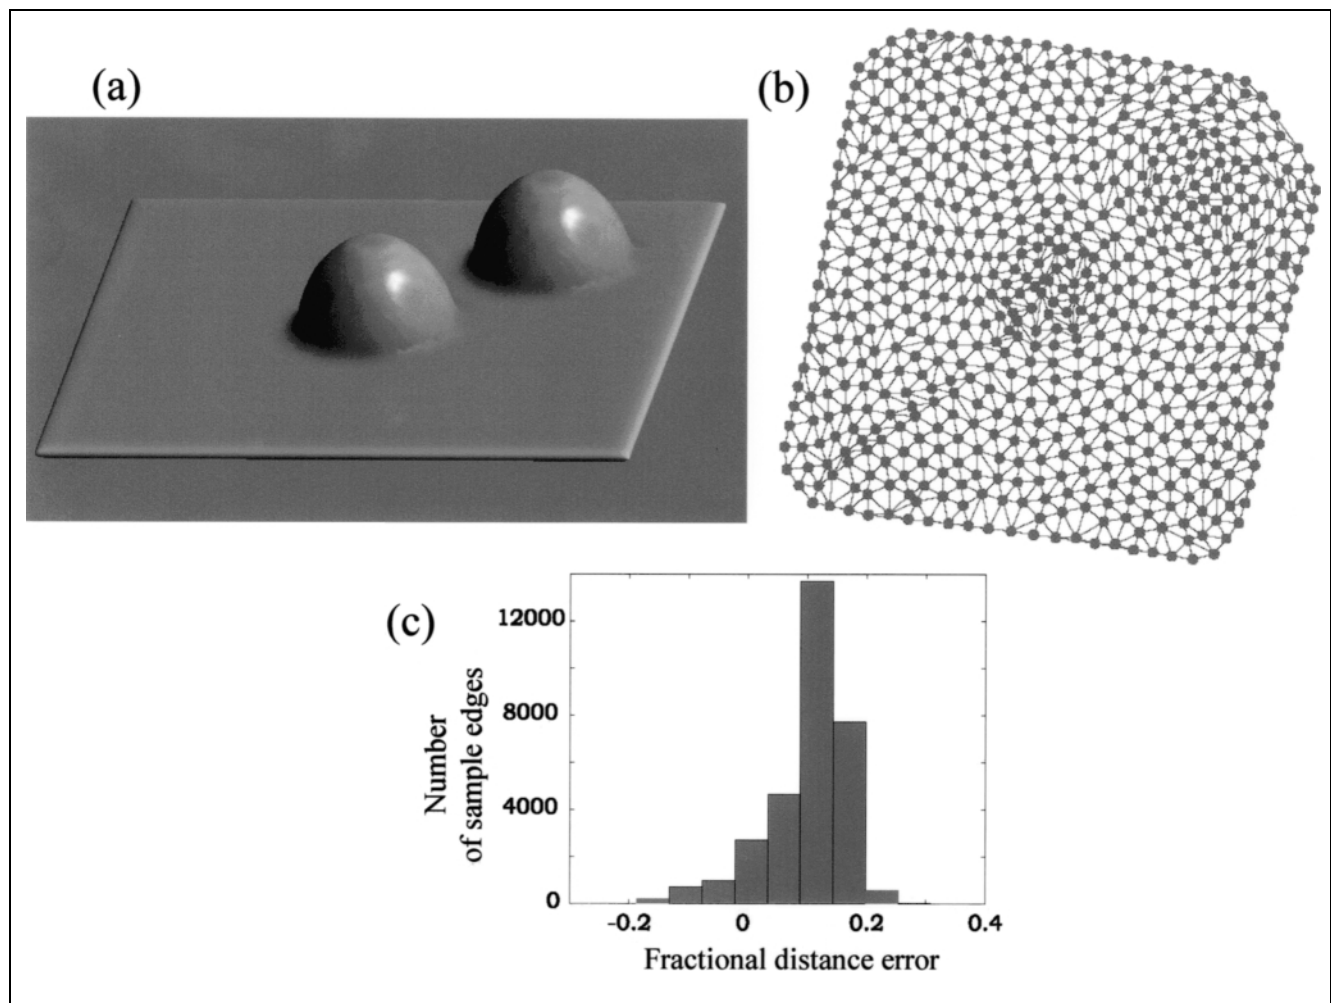 (a)
(b)
(c)
12000
8000
4000
0
Number
of sample edges
-0.2
0
0.2
0.4
Fractional distance error